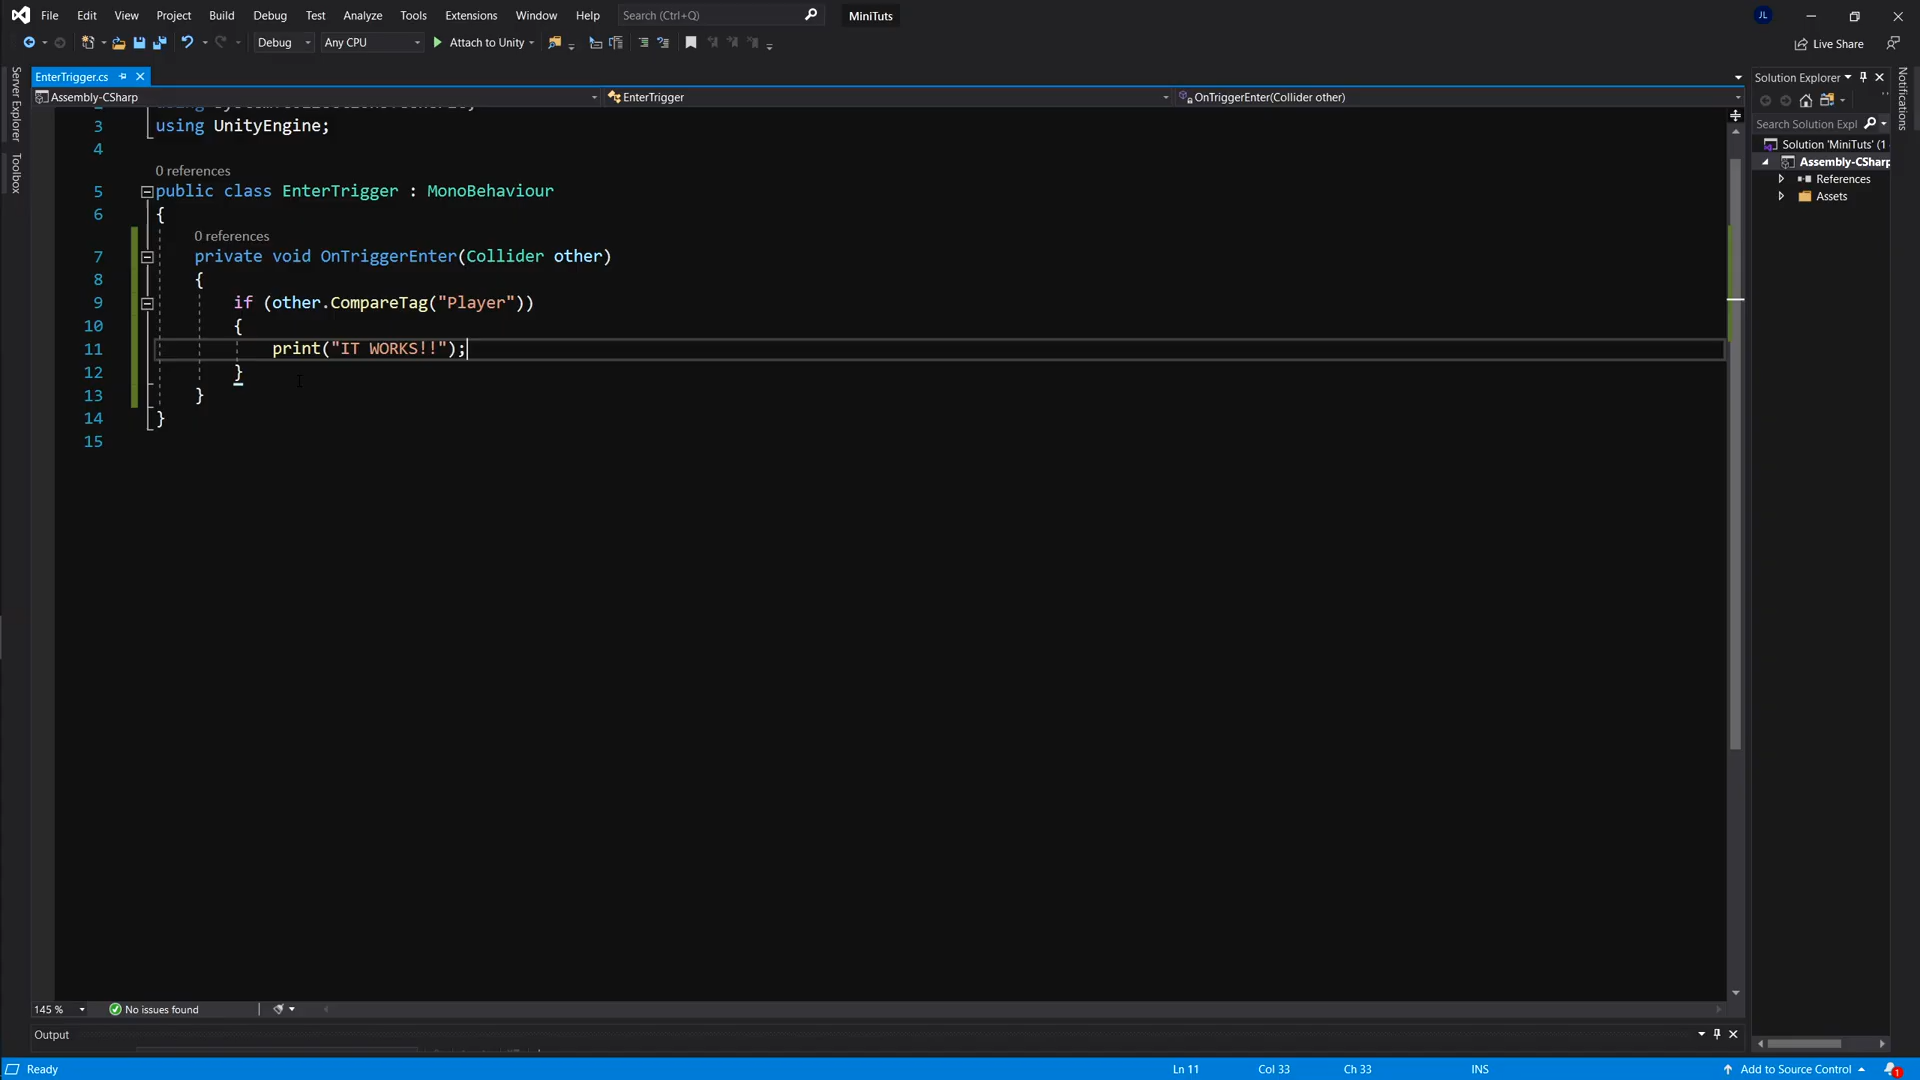 File Edit View Project Build Debug Test Analyze Tools Extensions Window Help Search (Ctrl+Q) MiniTuts JL
Debug Any CPU Attach to Unity Live Share
Server Explorer
Toolbox
Notifications
EnterTrigger.cs
Solution Explorer
Assembly-CSharp EnterTrigger OnTriggerEnter(Collider other)
Search Solution Expl
Solution 'MiniTuts' (1
Assembly-CSharp
References
Assets
3 using UnityEngine;
4
0 references
5 public class EnterTrigger : MonoBehaviour
6 {
0 references
7 private void OnTriggerEnter(Collider other)
8 {
9 if (other.CompareTag("Player"))
10 {
11 print("IT WORKS!!");
12 }
13 }
14 }
15
145 % No issues found
Output
Ready Ln 11 Col 33 Ch 33 INS Add to Source Control 1